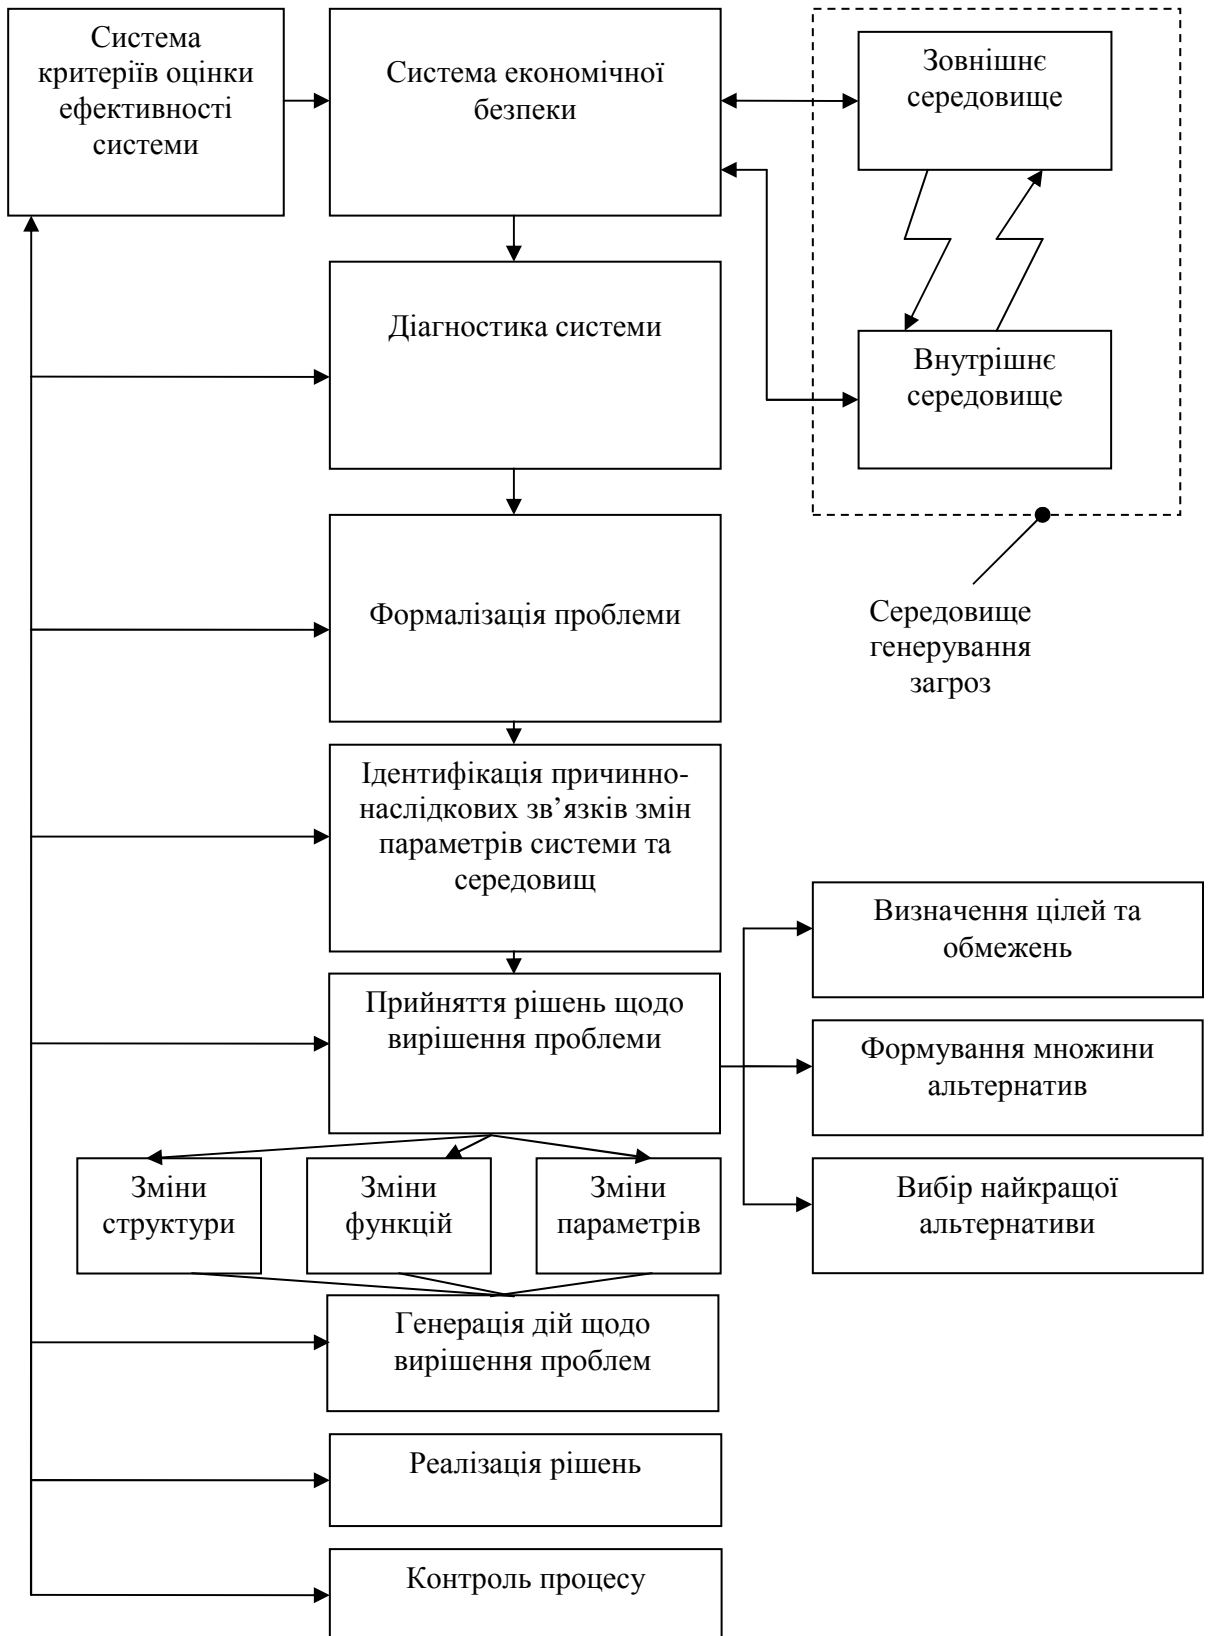 Система
критеріїв оцінки
ефективності
системи
Система економічної
безпеки
Зовнішнє
середовище
Діагностика системи
Внутрішнє
середовище
Формалізація проблеми
Середовище
генерування
загроз
Ідентифікація причинно-
наслідкових зв’язків змін
параметрів системи та
середовищ
Визначення цілей та
обмежень
Прийняття рішень щодо
вирішення проблеми
Формування множини
альтернатив
Зміни
структури
Зміни
функцій
Зміни
параметрів
Вибір найкращої
альтернативи
Генерація дій щодо
вирішення проблем
Реалізація рішень
Контроль процесу